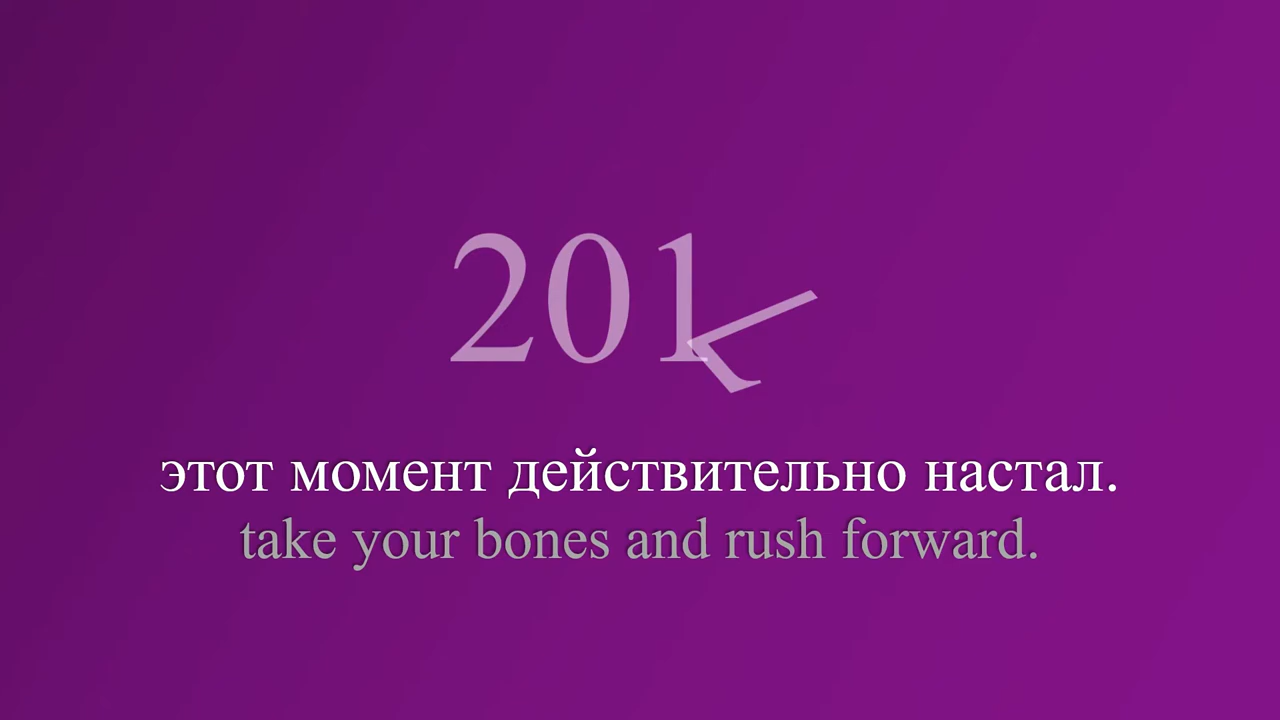 201
этот момент действительно настал.
take your bones and rush forward.